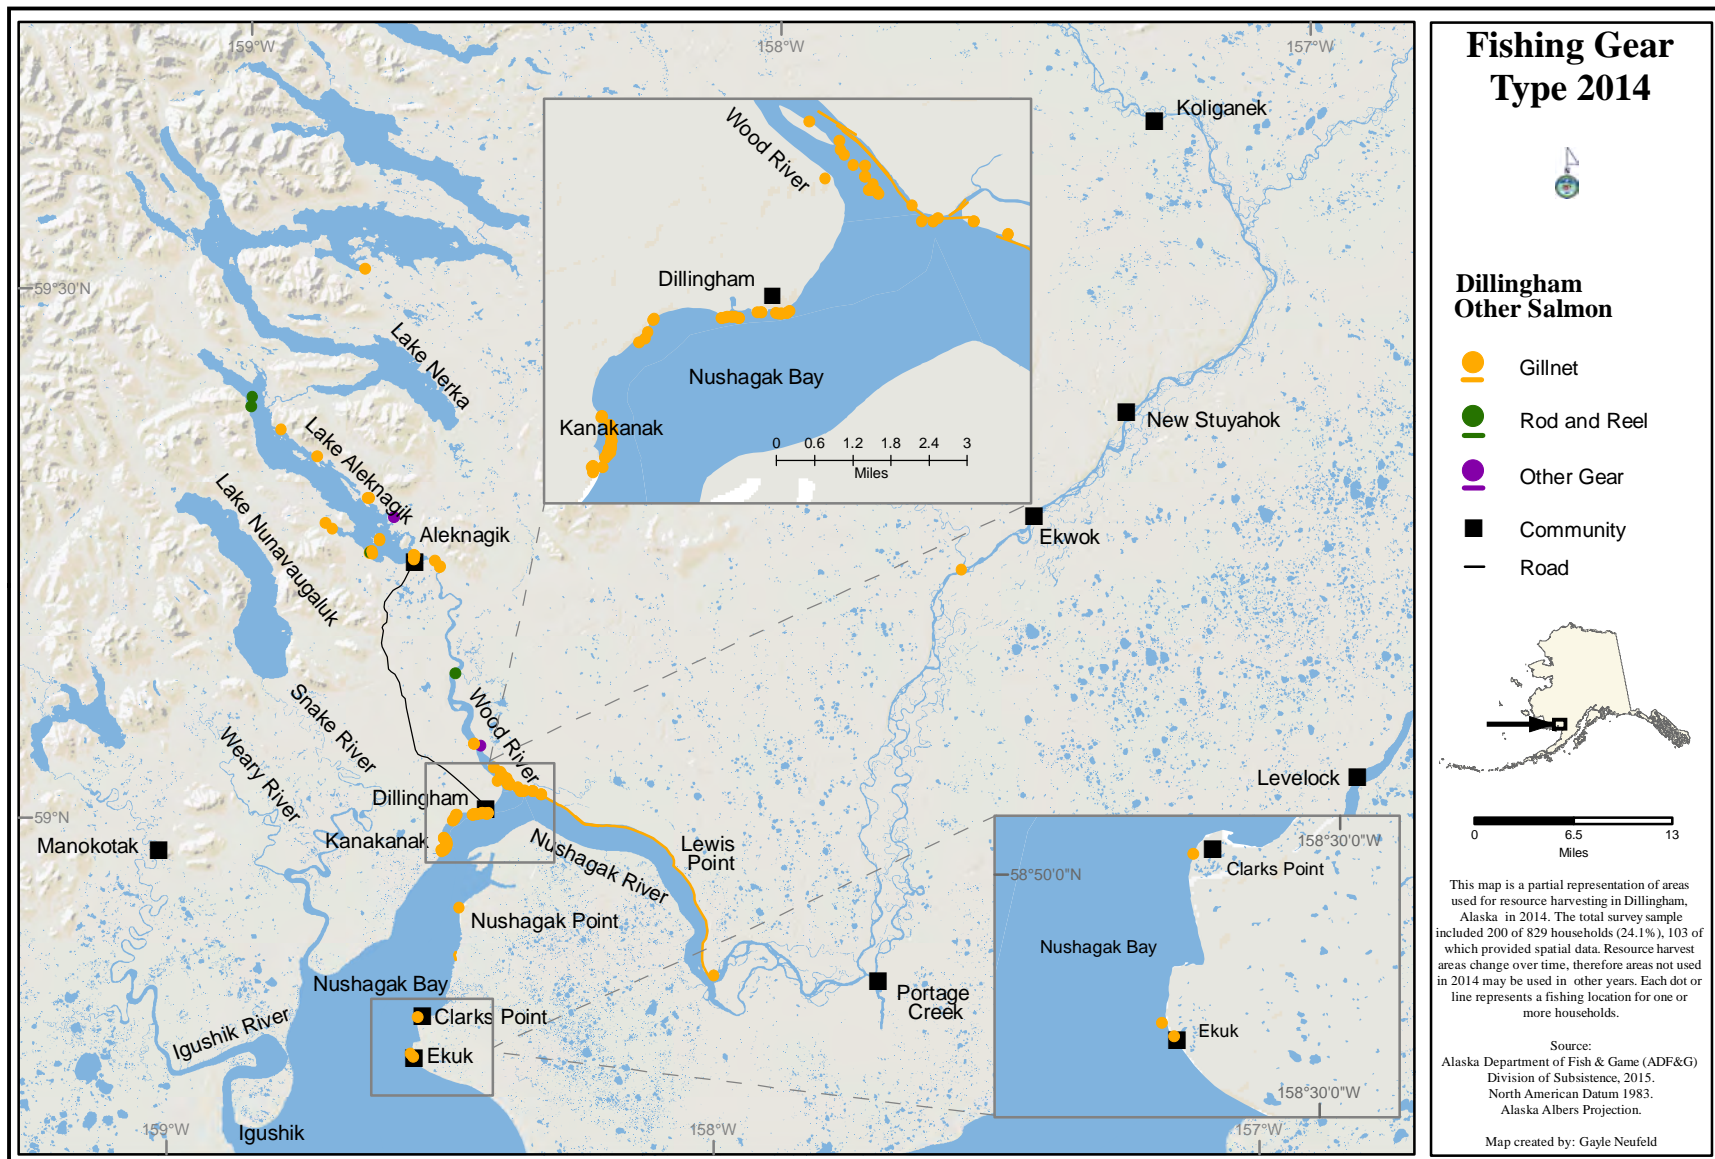 159°W
158°W
157°W
Fishing Gear
Type 2014
Koliganek
Wood River
59°30'N
Dillingham
Dillingham
Other Salmon
Lake Nerka
Gillnet
Nushagak Bay
New Stuyahok
Rod and Reel
Kanakanak
0 0.6 1.2 1.8 2.4 3
Miles
Lake Aleknagik
Lake Nunavaugaluk
Other Gear
Aleknagik
Ekwok
Community
Road
Snake River
Weary River
Wood River
Levelock
Dillingham
59°N
Kanakanak
Manokotak
Nushagak River
Lewis
Point
0 6.5 13
Miles
158°30'0"W
Clarks Point
58°50'0"N
Nushagak Point
Nushagak Bay
Nushagak Bay
Portage
Creek
Clarks Point
Igushik River
Ekuk
Ekuk
158°30'0"W
Igushik
159°W
158°W
157°W
This map is a partial representation of areas
used for resource harvesting in Dillingham,
Alaska in 2014. The total survey sample
included 200 of 829 households (24.1%), 103 of
which provided spatial data. Resource harvest
areas change over time, therefore areas not used
in 2014 may be used in other years. Each dot or
line represents a fishing location for one or
more households.
Source:
Alaska Department of Fish & Game (ADF&G)
Division of Subsistence, 2015.
North American Datum 1983.
Alaska Albers Projection.
Map created by: Gayle Neufeld